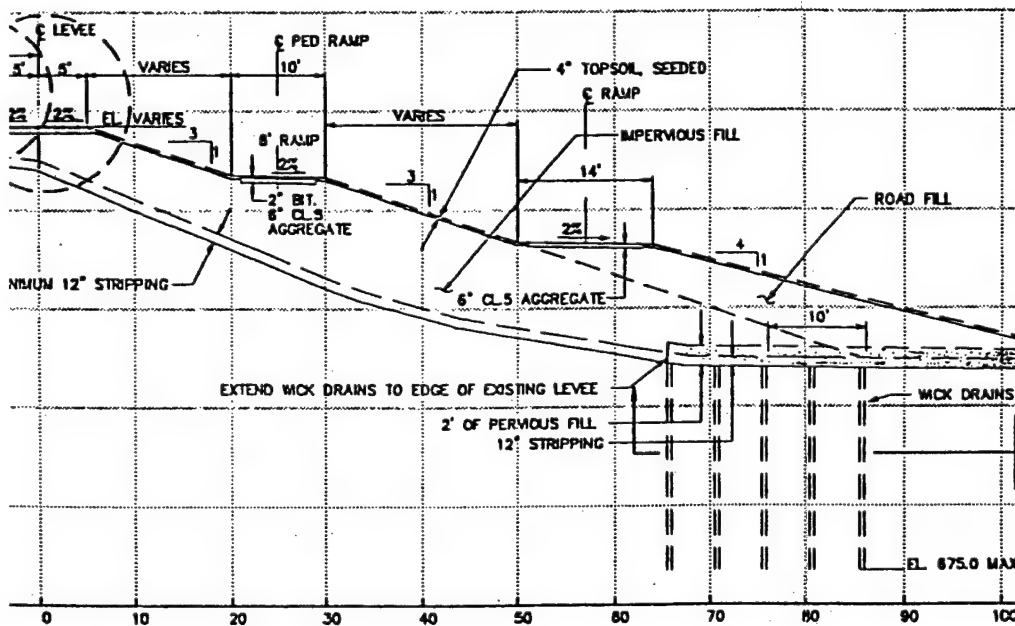 ℄ LEVEE
℄ PED RAMP
5'
5'
VARIES
10'
4" TOPSOIL, SEEDED
℄ RAMP
VARIES
2%
2%
EL. VARIES
3
1
8' RAMP
2%
IMPERVIOUS FILL
3
1
14'
2" BIT.
6" CL.5
AGGREGATE
2%
ROAD FILL
4
1
NIMUM 12" STRIPPING
6" CL.5 AGGREGATE
10'
EXTEND WICK DRAINS TO EDGE OF EXISTING LEVEE
WICK DRAINS
2' OF PERVIOUS FILL
12" STRIPPING
EL. 675.0 MAX
0
10
20
30
40
50
60
70
80
90
100